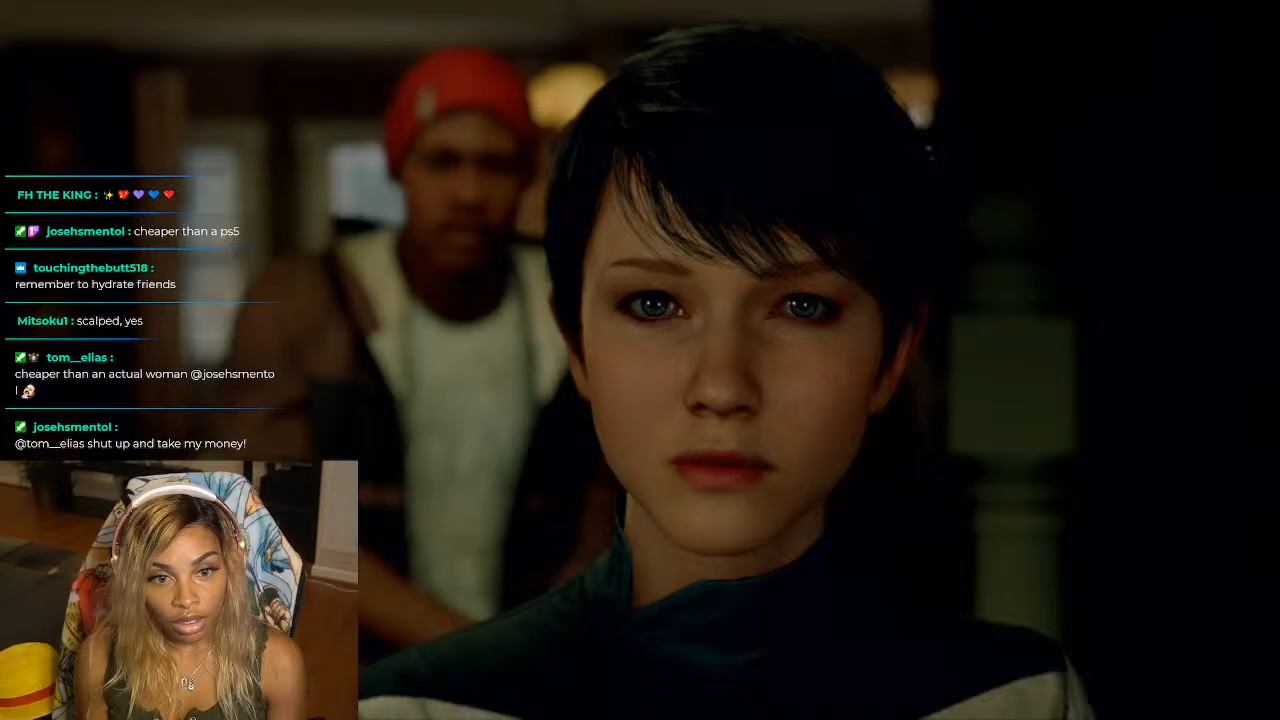 FH THE KING : ✨ 💔 💜 💙 ❤️
josehsmentol : cheaper than a ps5
touchingthebutt518 :
remember to hydrate friends
Mitsoku1 : scalped, yes
tom__elias :
cheaper than an actual woman @josehsmento
l
josehsmentol :
@tom__elias shut up and take my money!